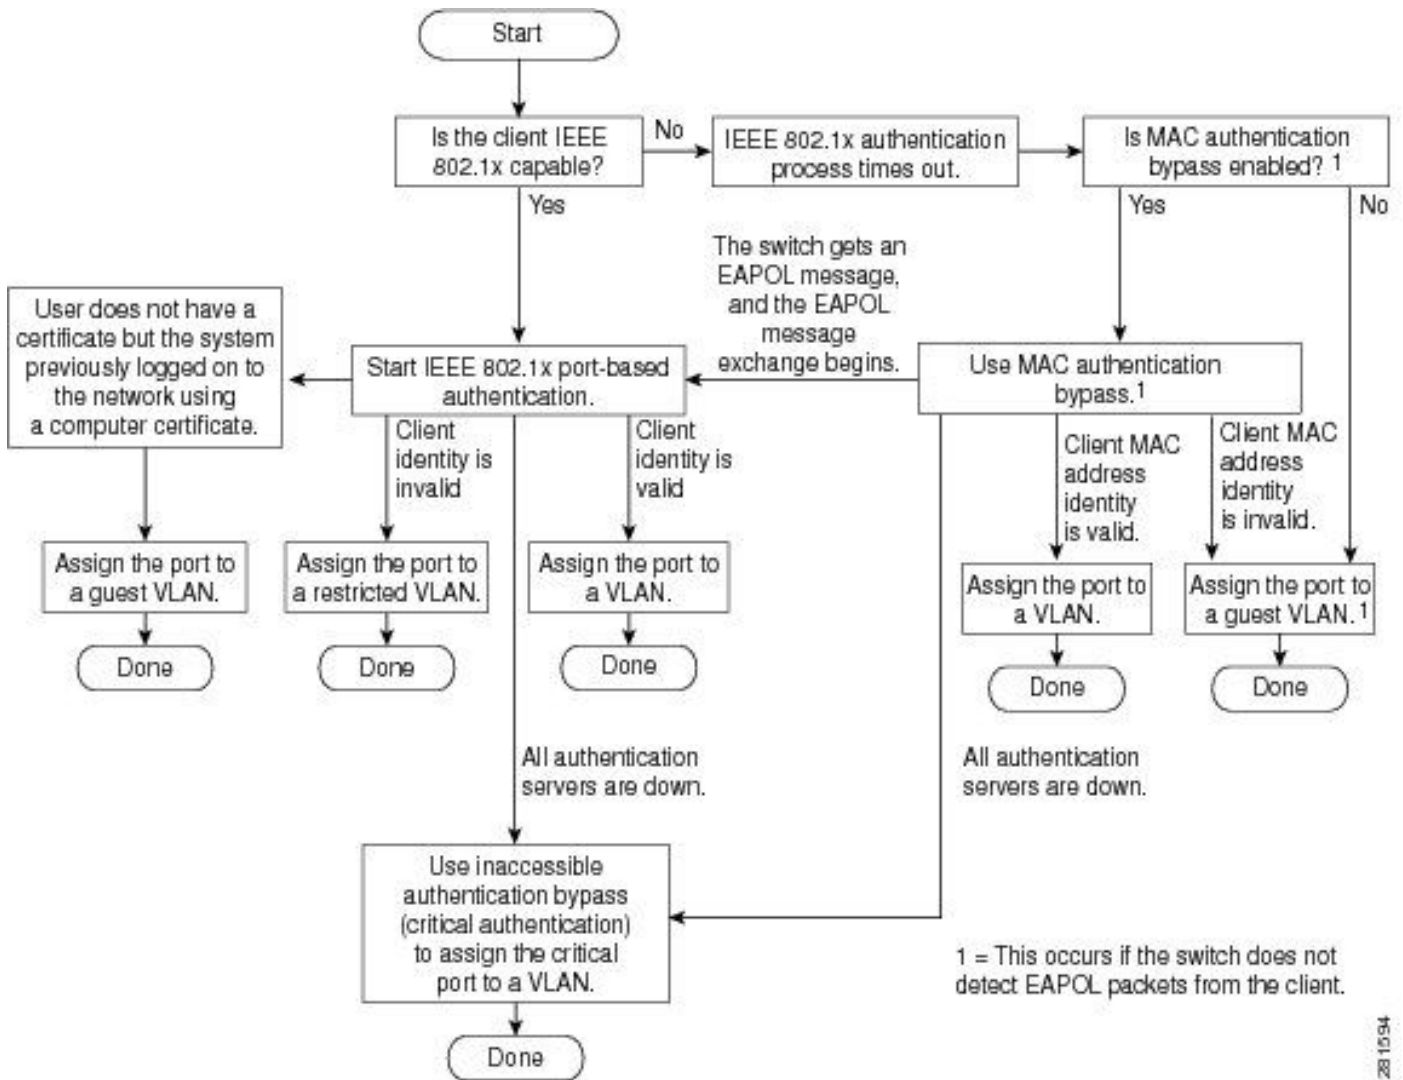 Start
Is the client IEEE
802.1x capable?
No
IEEE 802.1x authentication
process times out.
Is MAC authentication
bypass enabled? 1
Yes
Yes
No
The switch gets an
EAPOL message,
and the EAPOL
message
exchange begins.
User does not have a
certificate but the system
previously logged on to
the network using
a computer certificate.
Start IEEE 802.1x port-based
authentication.
Use MAC authentication
bypass.1
Client
identity is
invalid
Client
identity is
valid
Client MAC
address
identity
is valid.
Client MAC
address
identity
is invalid.
Assign the port to
a guest VLAN.
Assign the port to
a restricted VLAN.
Assign the port to
a VLAN.
Assign the port to
a VLAN.
Assign the port to
a guest VLAN.1
Done
Done
Done
Done
Done
All authentication
servers are down.
All authentication
servers are down.
Use inaccessible
authentication bypass
(critical authentication)
to assign the critical
port to a VLAN.
Done
1 = This occurs if the switch does not
detect EAPOL packets from the client.
281594